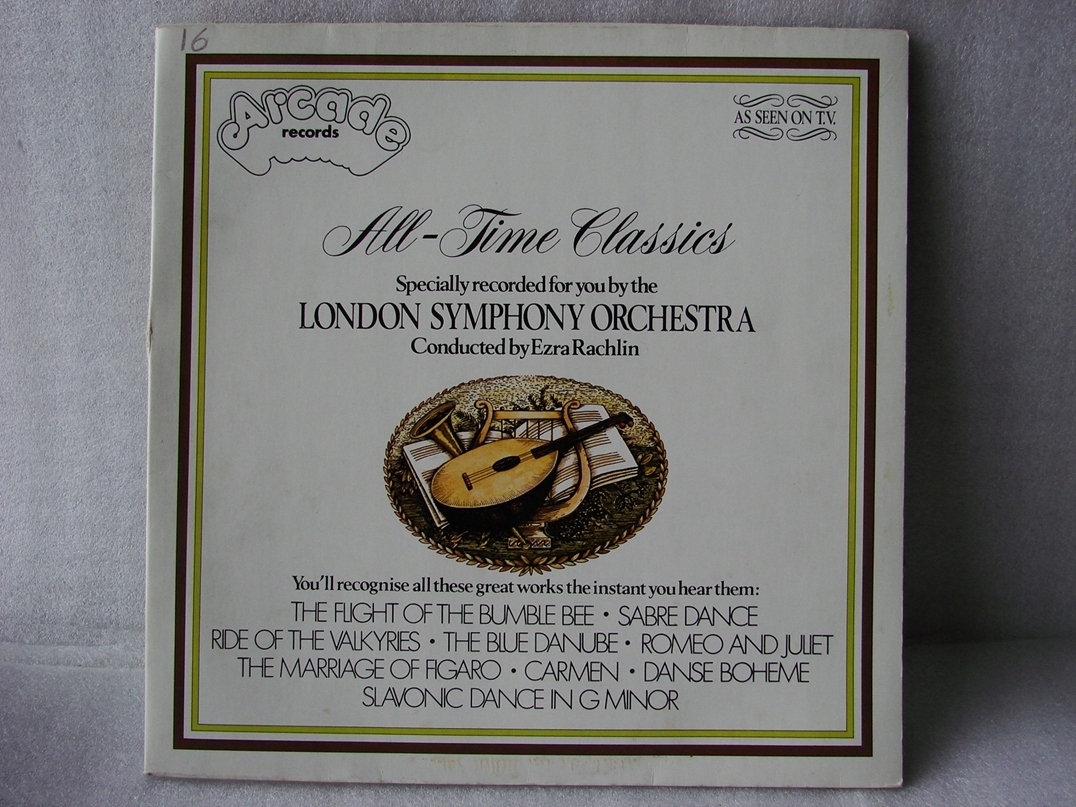 16
Arcade
records
AS SEEN ON T.V.
All-Time Classics
Specially recorded for you by the
LONDON SYMPHONY ORCHESTRA
Conducted by Ezra Rachlin
You'll recognise all these great works the instant you hear them:
THE FLIGHT OF THE BUMBLE BEE • SABRE DANCE
RIDE OF THE VALKYRIES • THE BLUE DANUBE • ROMEO AND JULIET
THE MARRIAGE OF FIGARO • CARMEN • DANSE BOHEME
SLAVONIC DANCE IN G MINOR